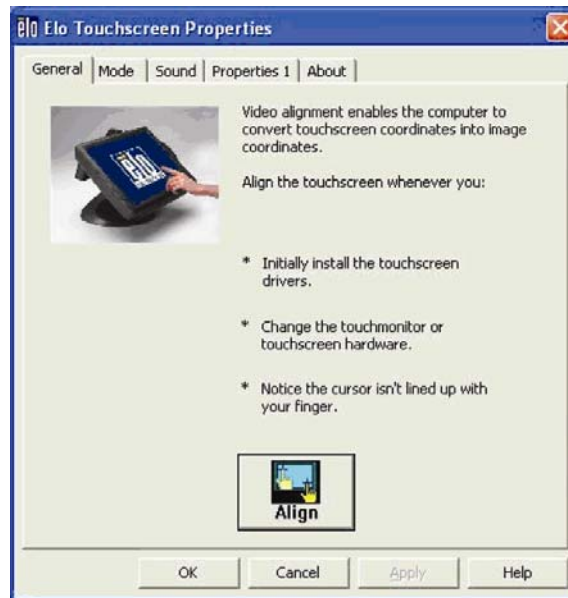 elo Elo Touchscreen Properties
General Mode Sound Properties 1 About
elo
Video alignment enables the computer to
convert touchscreen coordinates into image
coordinates.
Align the touchscreen whenever you:
* Initially install the touchscreen
drivers.
* Change the touchmonitor or
touchscreen hardware.
* Notice the cursor isn't lined up with
your finger.
Align
OK Cancel Apply Help